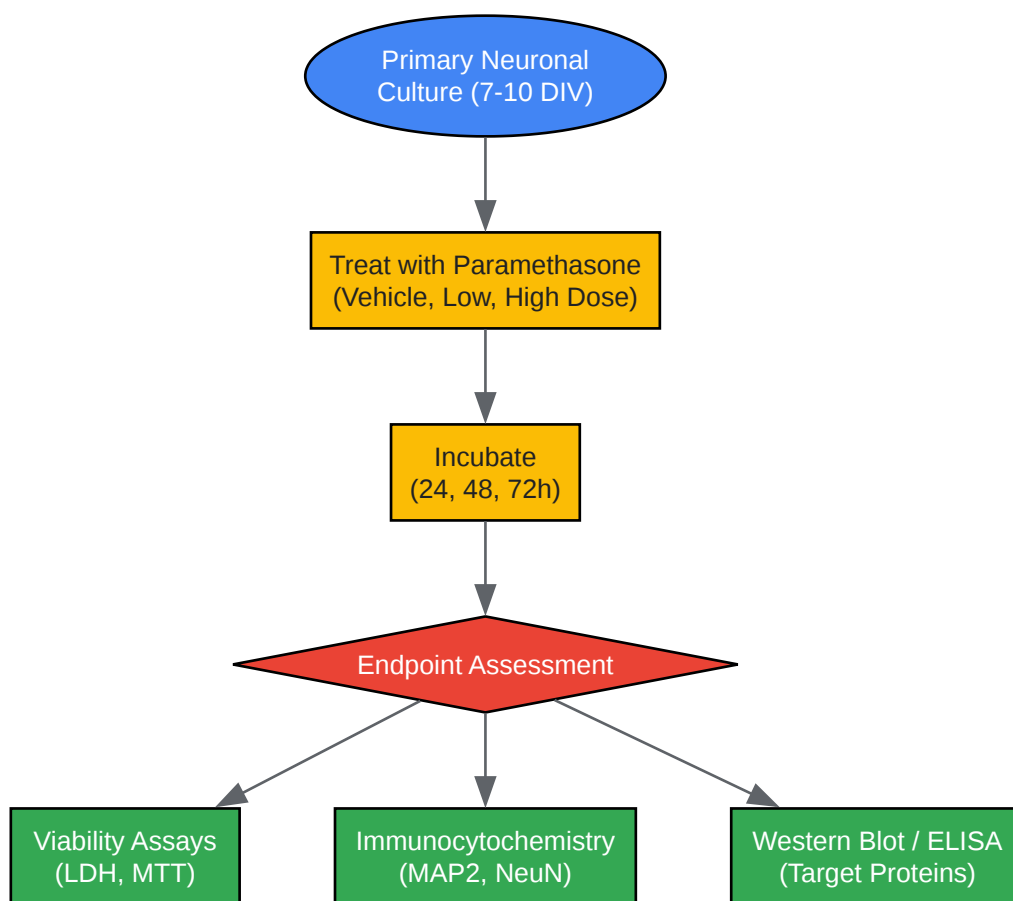 Primary Neuronal
Culture (7-10 DIV)
Treat with Paramethasone
(Vehicle, Low, High Dose)
Incubate
(24, 48, 72h)
Endpoint Assessment
Viability Assays
(LDH, MTT)
Immunocytochemistry
(MAP2, NeuN)
Western Blot / ELISA
(Target Proteins)